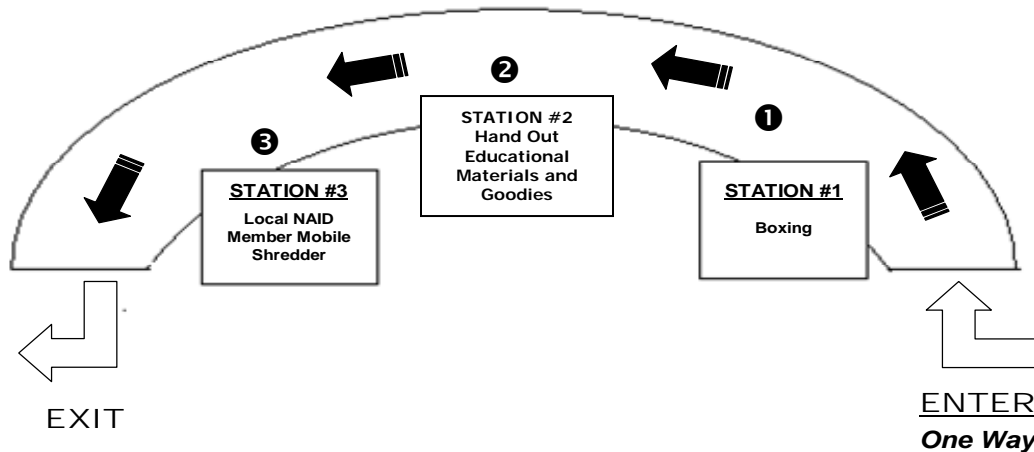 ❷
STATION #2
Hand Out
Educational
Materials and
Goodies
❶
❸
STATION #3
Local NAID
Member Mobile
Shredder
STATION #1
Boxing
EXIT
ENTER
One Way